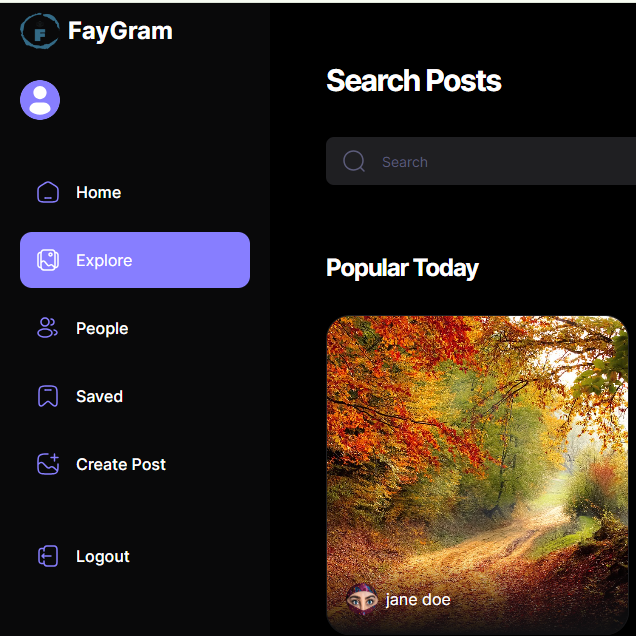 F
FayGram
Home
Explore
People
Saved
Create Post
Logout
Search Posts
Search
Popular Today
jane doe